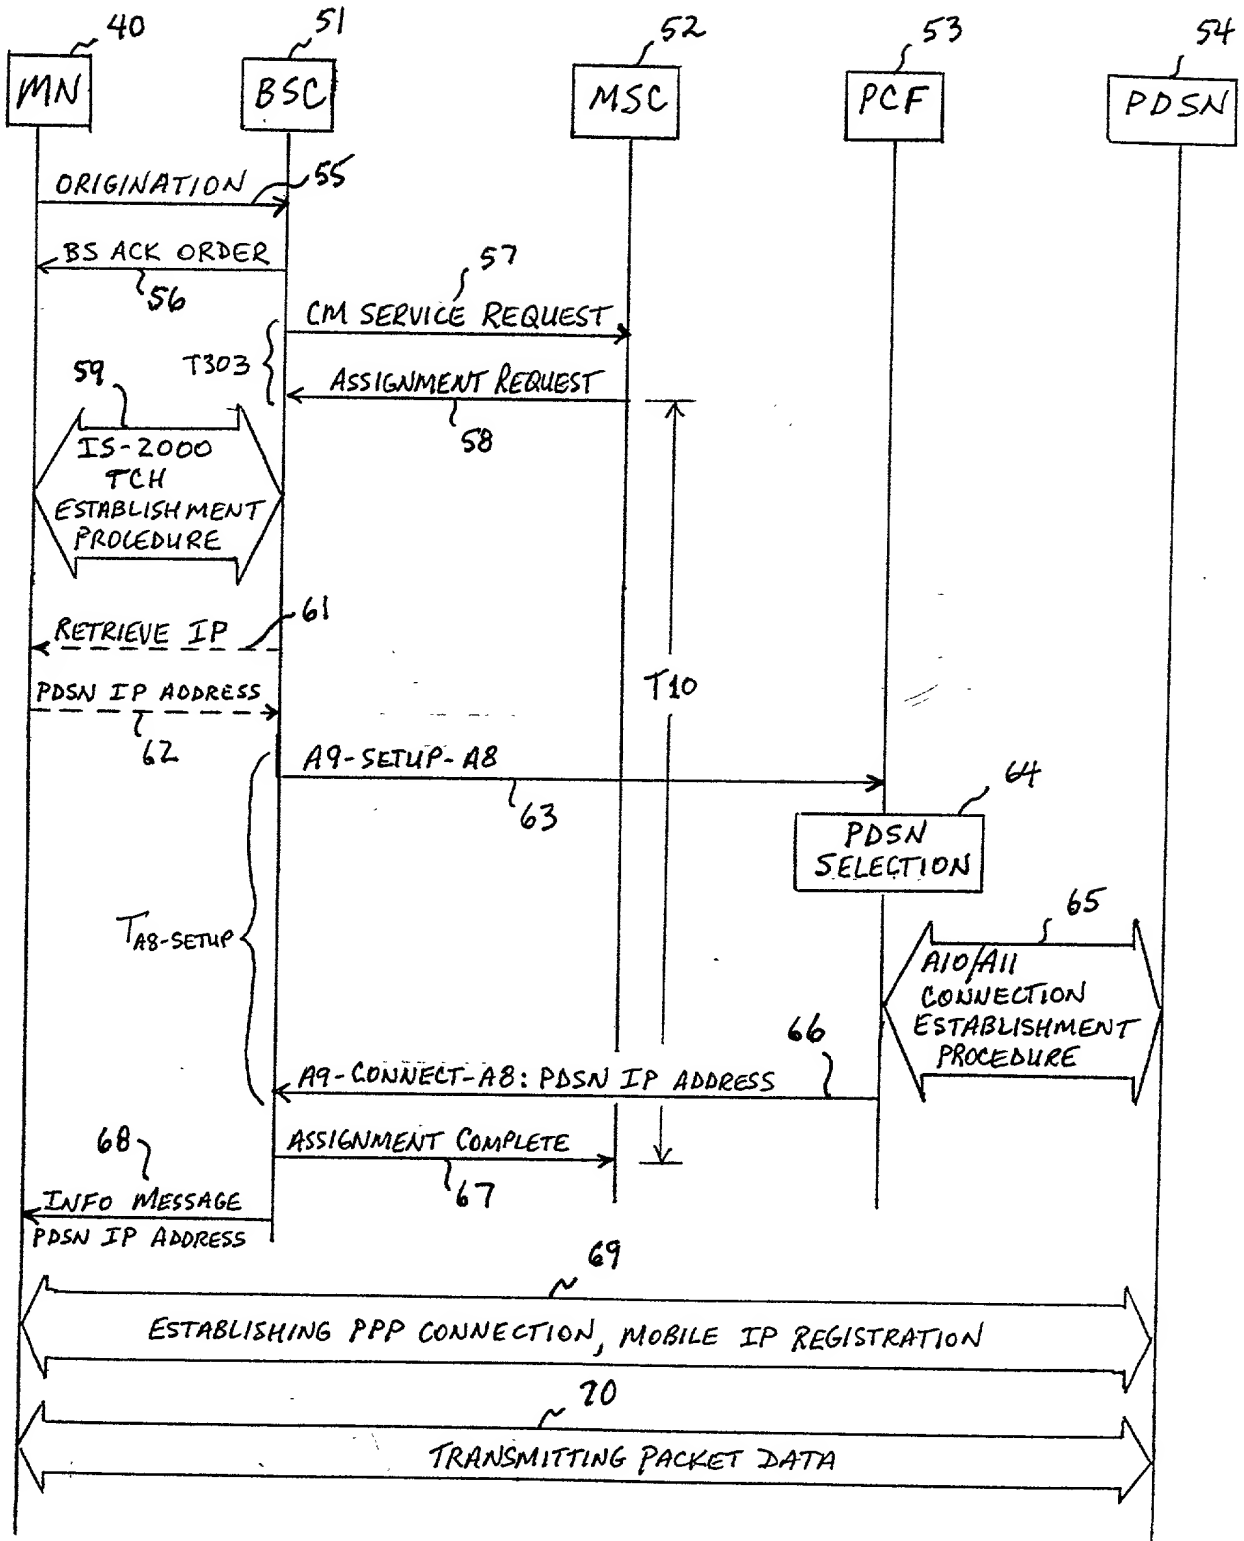 40
51
52
53
54
MN
BSC
MSC
PCF
PDSN
ORIGINATION
55
BS ACK ORDER
56
57
CM SERVICE REQUEST
T303
ASSIGNMENT REQUEST
58
59
IS-2000
TCH
ESTABLISHMENT
PROCEDURE
RETRIEVE IP
61
PDSN IP ADDRESS
62
T10
A9-SETUP-A8
63
64
PDSN
SELECTION
TA8-SETUP
65
A10/A11
CONNECTION
ESTABLISHMENT
PROCEDURE
66
A9-CONNECT-A8: PDSN IP ADDRESS
ASSIGNMENT COMPLETE
67
68
INFO MESSAGE
PDSN IP ADDRESS
69
ESTABLISHING PPP CONNECTION, MOBILE IP REGISTRATION
70
TRANSMITTING PACKET DATA